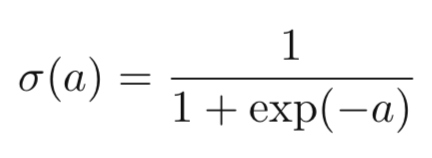 σ(a) = 1 / (1 + exp(−a))